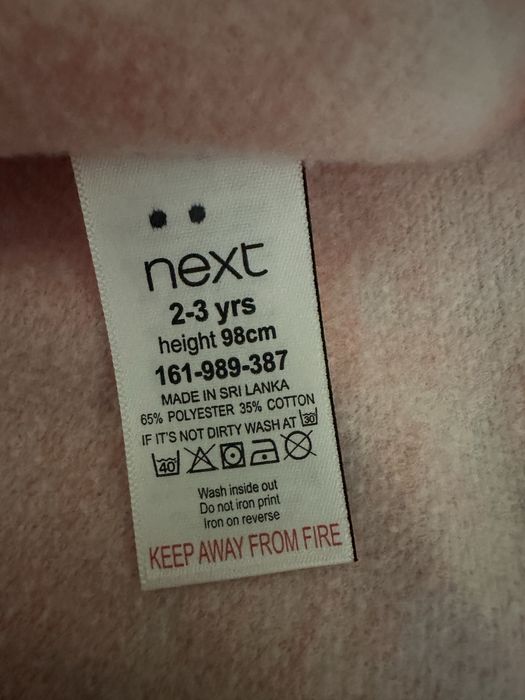 next
2-3 yrs
height 98cm
161-989-387
MADE IN SRI LANKA
65% POLYESTER 35% COTTON
IF IT'S NOT DIRTY WASH AT 30
40
Wash inside out
Do not iron print
Iron on reverse
KEEP AWAY FROM FIRE